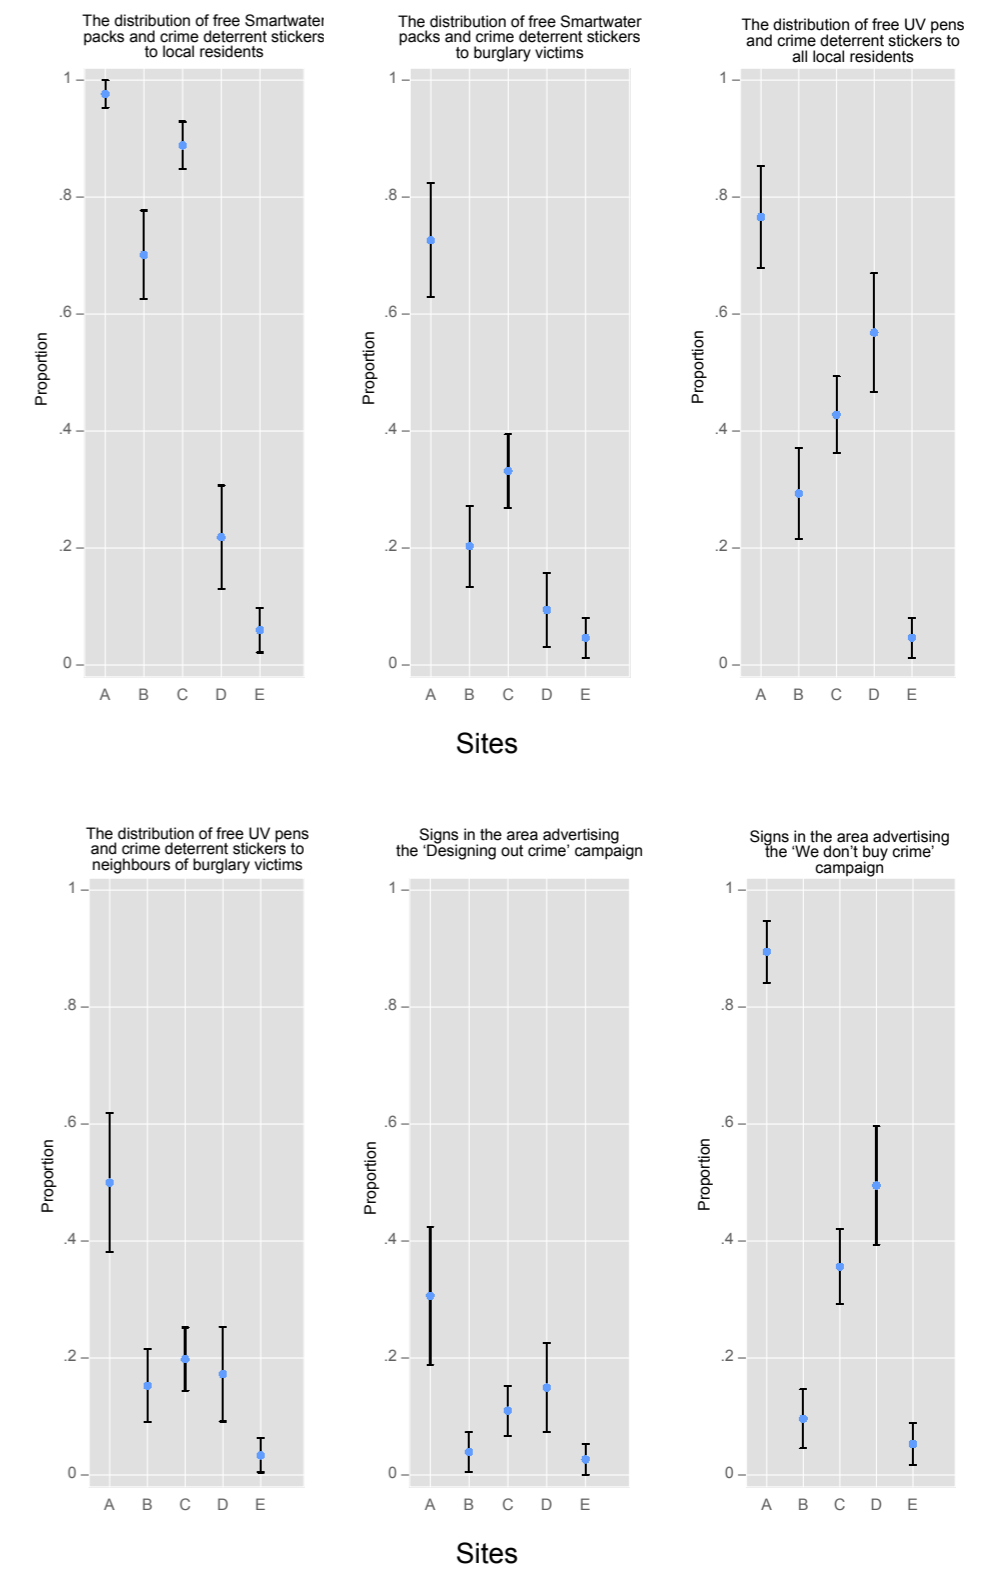 The distribution of free Smartwater
packs and crime deterrent stickers
to local residents
1
.8
.6
.4
.2
0
Proportion
A B C D E
The distribution of free Smartwater
packs and crime deterrent stickers
to burglary victims
1
.8
.6
.4
.2
0
Proportion
A B C D E
The distribution of free UV pens
and crime deterrent stickers to
all local residents
1
.8
.6
.4
.2
0
Proportion
A B C D E
Sites
The distribution of free UV pens
and crime deterrent stickers to
neighbours of burglary victims
1
.8
.6
.4
.2
0
Proportion
A B C D E
Signs in the area advertising
the ‘Designing out crime’ campaign
1
.8
.6
.4
.2
0
Proportion
A B C D E
Signs in the area advertising
the ‘We don’t buy crime’
campaign
1
.8
.6
.4
.2
0
Proportion
A B C D E
Sites